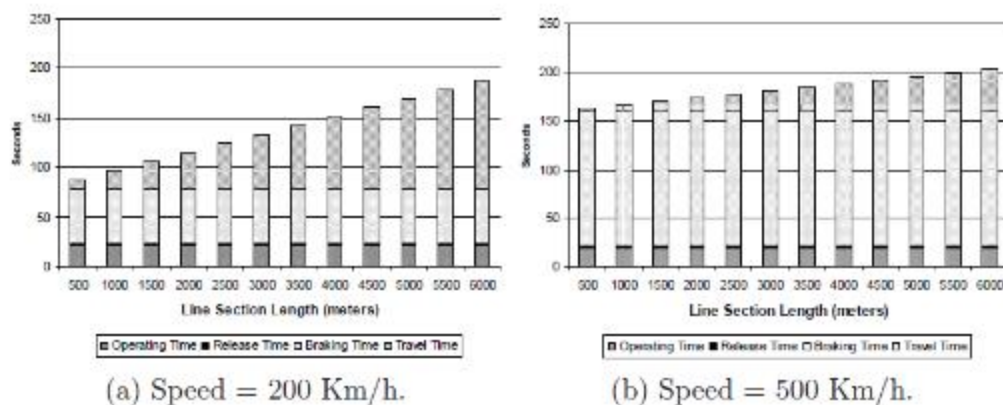 250
200
150
100
50
0
Seconds
500 1000 1500 2000 2500 3000 3500 4000 4500 5000 5500 6000
Line Section Length (meters)
Operating Time Release Time Braking Time Travel Time
(a) Speed = 200 Km/h.
250
200
150
100
50
0
Seconds
500 1000 1500 2000 2500 3000 3500 4000 4500 5000 5500 6000
Line Section Length (meters)
Operating Time Release Time Braking Time Travel Time
(b) Speed = 500 Km/h.